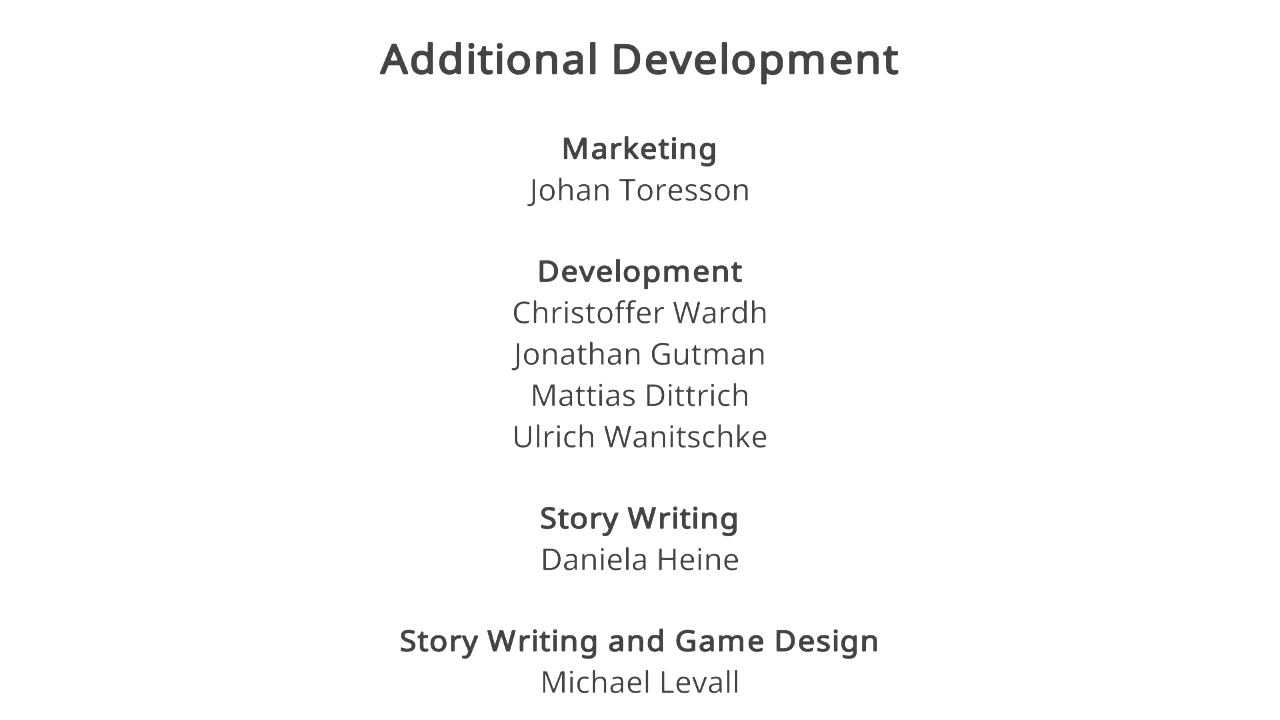 Additional Development
Marketing
Johan Toresson
Development
Christoffer Wardh
Jonathan Gutman
Mattias Dittrich
Ulrich Wanitschke
Story Writing
Daniela Heine
Story Writing and Game Design
Michael Levall